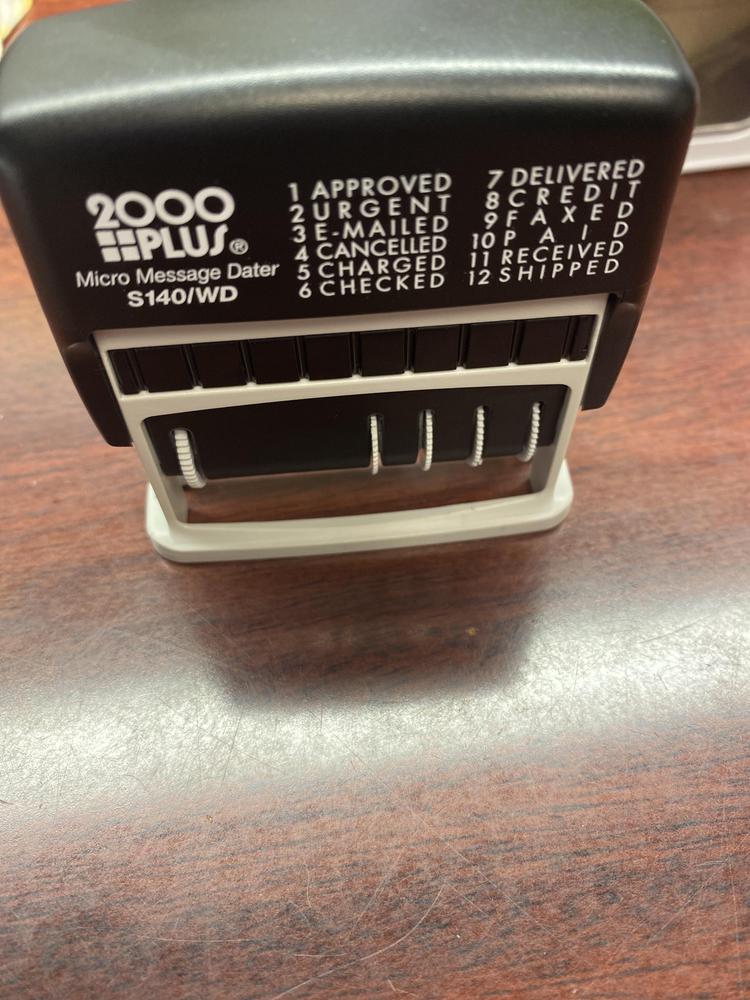 2000
PLUS®
Micro Message Dater
S140/WD
1 APPROVED
2 URGENT
3 E-MAILED
4 CANCELLED
5 CHARGED
6 CHECKED
7 DELIVERED
8 CREDIT
9 FAXED
10 PAID
11 RECEIVED
12 SHIPPED